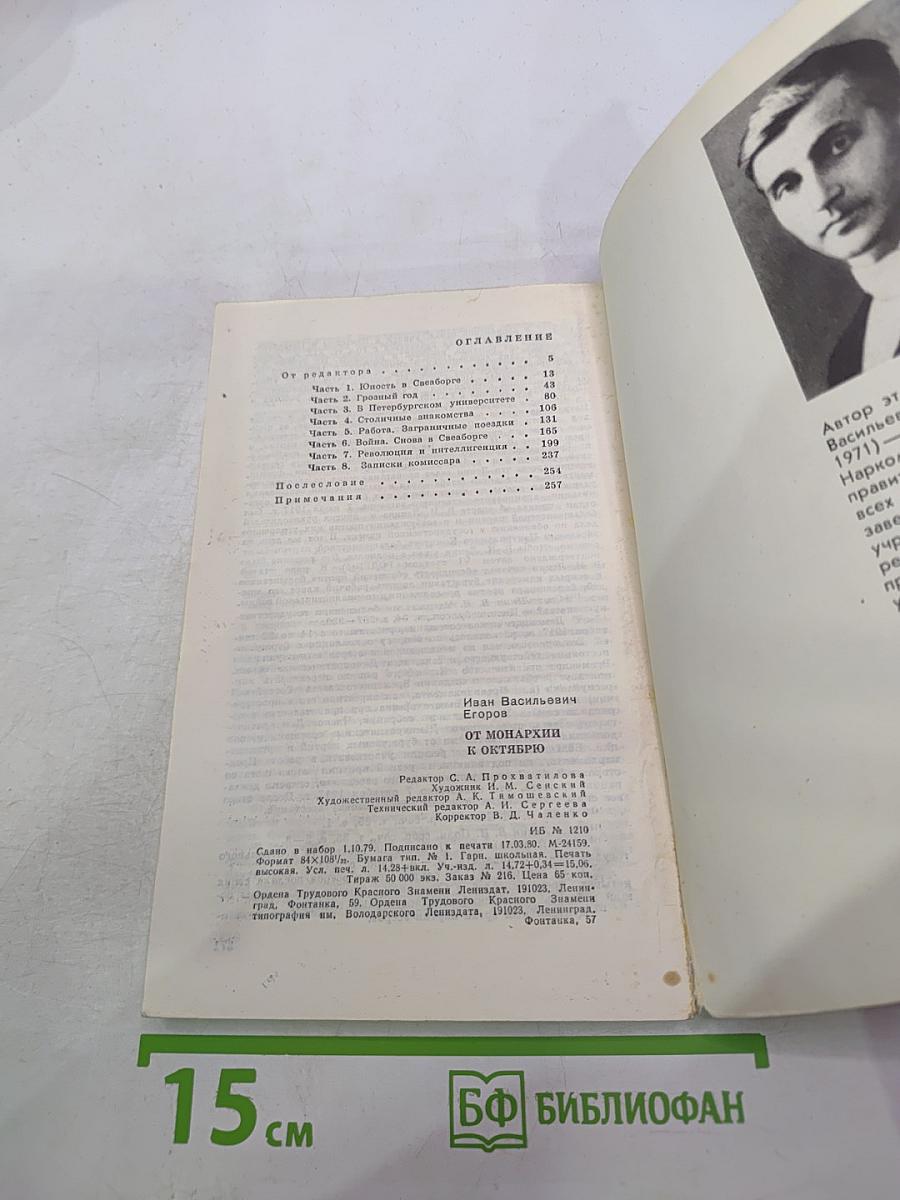 ОГЛАВЛЕНИЕ
От редактора . . . . . . . . . . . . 5
Часть 1. Юность в Свеаборге . . . . . 13
Часть 2. Грозный год . . . . . . . . 43
Часть 3. В Петербургском университете . 80
Часть 4. Столичные знакомства . . . . 106
Часть 5. Работа. Заграничные поездки . 131
Часть 6. Война. Снова в Свеаборге . . . 165
Часть 7. Революция и интеллигенция . . 199
Часть 8. Записки комиссара . . . . . 237
Послесловие . . . . . . . . . . . . 254
Примечания . . . . . . . . . . . . 257
Иван Васильевич
Егоров
ОТ МОНАРХИИ
К ОКТЯБРЮ
Редактор С. А. Прохватилова
Художник И. М. Сенский
Художественный редактор А. К. Тимошевский
Технический редактор А. И. Сергеева
Корректор В. Д. Чаленко
ИБ № 1210
Сдано в набор 1.10.79. Подписано к печати 17.03.80. М-24159.
Формат 84×108¹/₃₂. Бумага тип. № 1. Гарн. школьная. Печать
высокая. Усл. печ. л. 14,28+вкл. Уч.-изд. л. 14,72+0,34=15,06.
Тираж 50 000 экз. Заказ № 216. Цена 65 коп.
Ордена Трудового Красного Знамени Лениздат, 191023, Ленин-
град, Фонтанка, 59. Ордена Трудового Красного Знамени
типография им. Володарского Лениздата, 191023, Ленинград,
Фонтанка, 57
Автор эт
Васильев
1971) —
Нарком
правит
всех
заве
учр
ре
пр
15 см
БФ БИБЛИОФАН